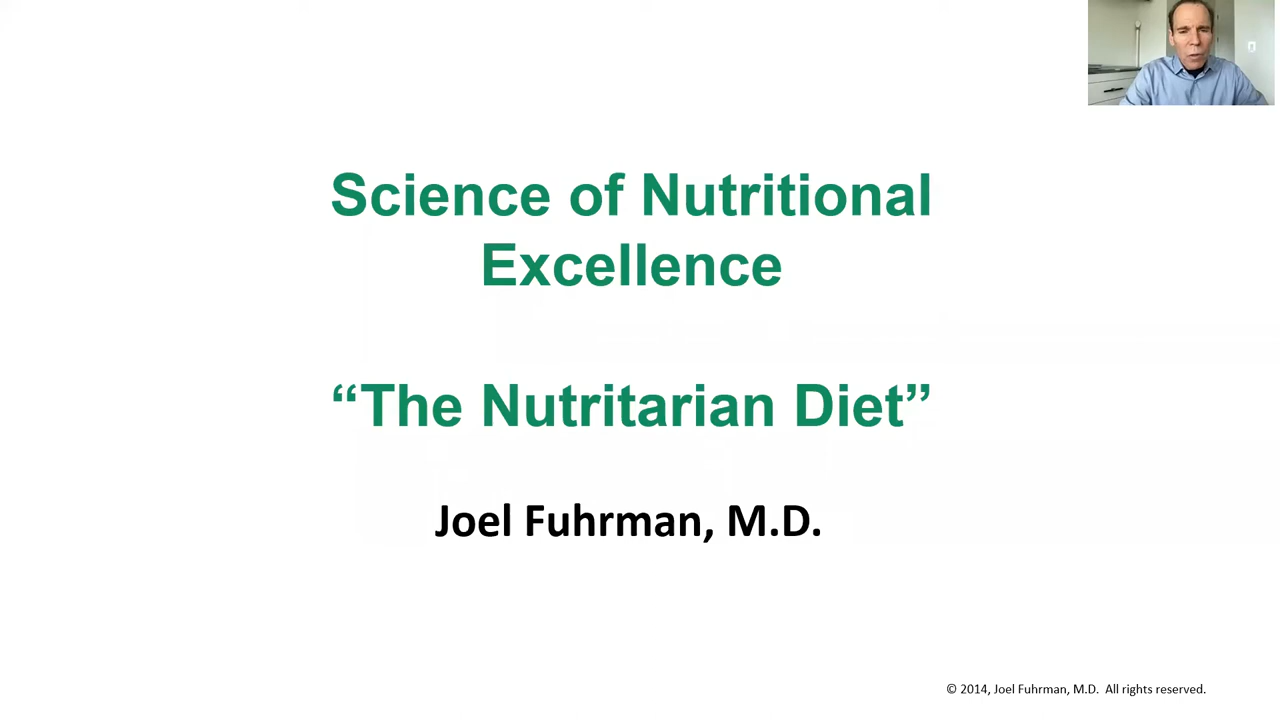 Science of Nutritional
Excellence
“The Nutritarian Diet”
Joel Fuhrman, M.D.
© 2014, Joel Fuhrman, M.D. All rights reserved.